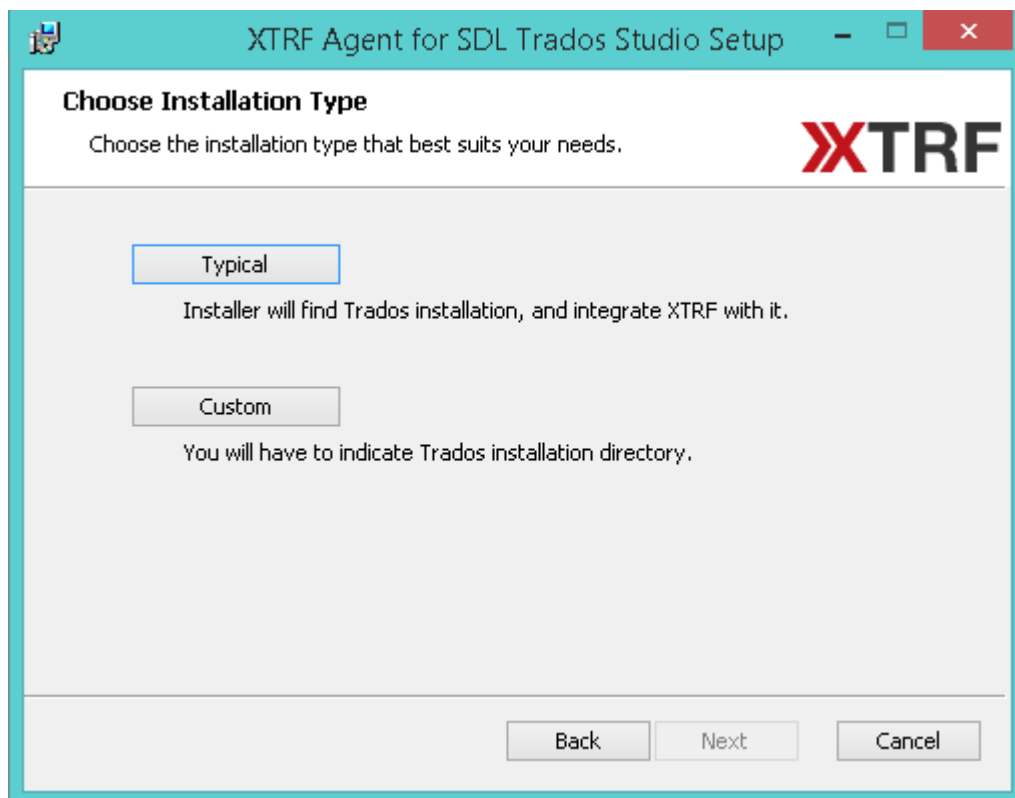 XTRF Agent for SDL Trados Studio Setup
Choose Installation Type
Choose the installation type that best suits your needs.
XTRF
Typical
Installer will find Trados installation, and integrate XTRF with it.
Custom
You will have to indicate Trados installation directory.
Back Next Cancel